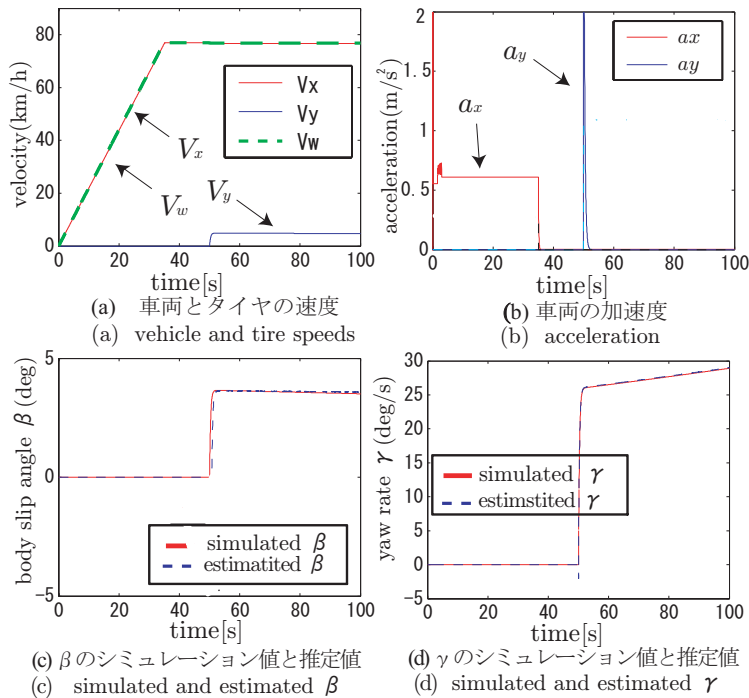 80
60
40
20
0
velocity(km/h)
Vx
Vy
Vw
V_x
V_w
V_y
0 20 40 60 80 100
time[s]
(a) 車両とタイヤの速度
(a) vehicle and tire speeds
2
1.5
1
0.5
0
acceleration(m/s²)
ax
ay
a_y
a_x
0 20 40 60 80 100
time[s]
(b) 車両の加速度
(b) acceleration
5
0
-5
body slip angle β (deg)
simulated β
estimatited β
0 20 40 60 80 100
time[s]
(c) βのシミュレーション値と推定値
(c) simulated and estimated β
30
25
20
15
10
5
0
-5
yaw rate γ (deg/s)
simulated γ
estimstited γ
0 20 40 60 80 100
time[s]
(d) γのシミュレーション値と推定値
(d) simulated and estimated γ